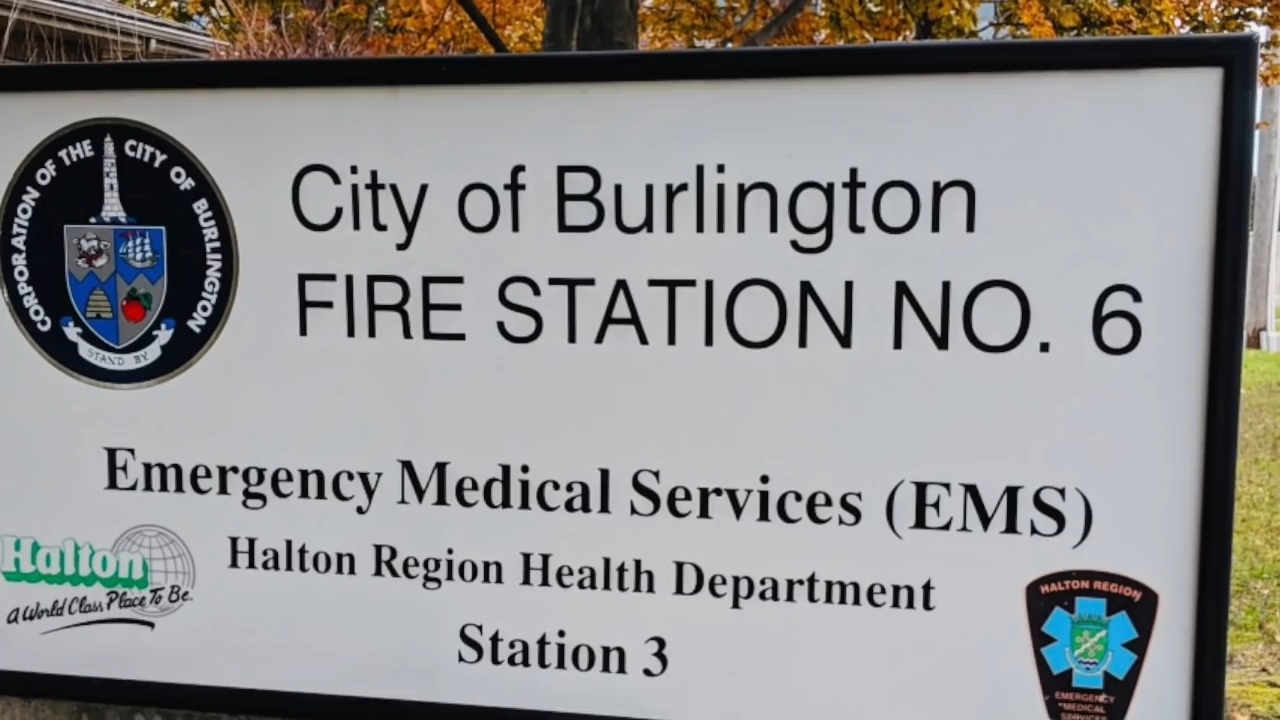 CORPORATION OF THE CITY OF BURLINGTON
STAND BY
City of Burlington
FIRE STATION NO. 6
Emergency Medical Services (EMS)
Halton Region Health Department
Station 3
Halton
A World Class Place To Be.
HALTON REGION
EMERGENCY
MEDICAL
SERVICES